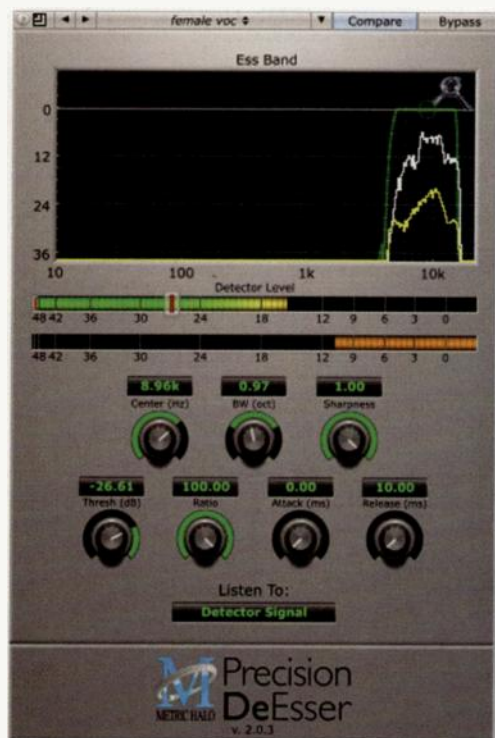 female voc Compare Bypass
Ess Band
0
12
24
36
10 100 1k 10k
Detector Level
48 42 36 30 24 18 12 9 6 3 0
48 42 36 30 24 18 12 9 6 3 0
8.96k 0.97 1.00
Center (Hz) BW (oct) Sharpness
-26.61 100.00 0.00 10.00
Thresh (dB) Ratio Attack (ms) Release (ms)
Listen To:
Detector Signal
M Precision
METRIC HALO DeEsser
v. 2.0.3